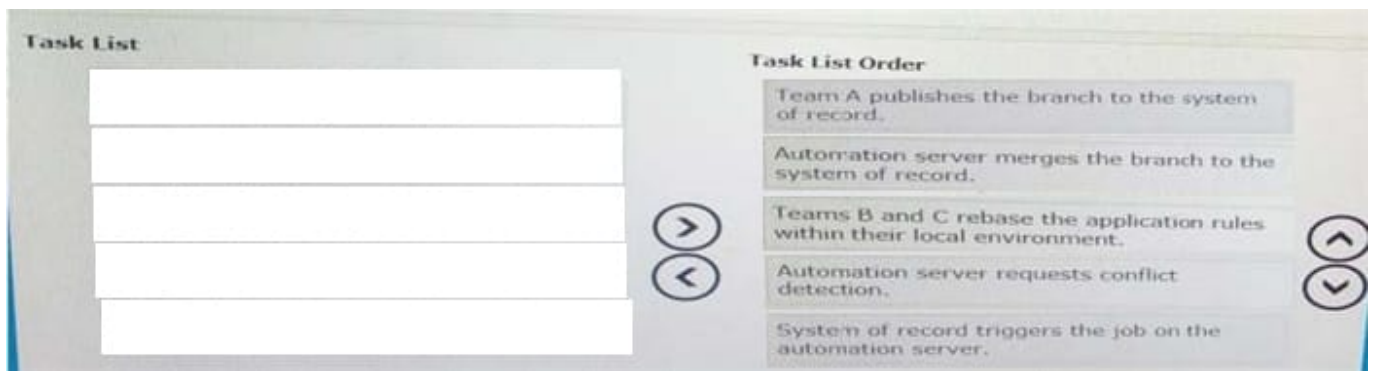 Task List
Task List Order
Team A publishes the branch to the system
of record.
Automation server merges the branch to the
system of record.
Teams B and C rebase the application rules
within their local environment.
Automation server requests conflict
detection.
System of record triggers the job on the
automation server.